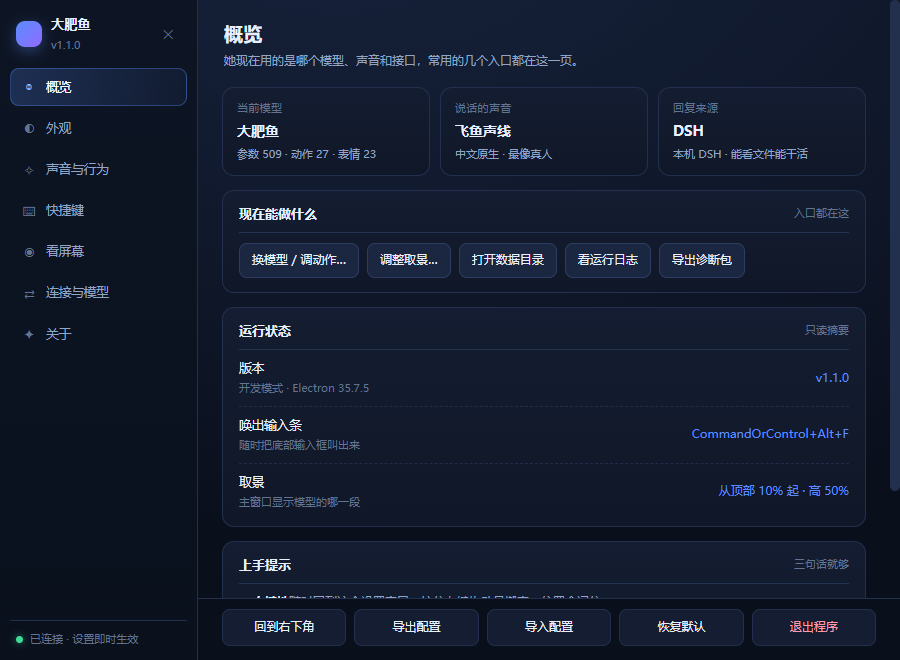 大肥鱼
v1.1.0
概览
外观
声音与行为
快捷键
看屏幕
连接与模型
关于
已连接 · 设置即时生效
概览
她现在用的是哪个模型、声音和接口，常用的几个入口都在这一页。
当前模型
大肥鱼
参数 509 · 动作 27 · 表情 23
说话的声音
飞鱼声线
中文原生 · 最像真人
回复来源
DSH
本机 DSH · 能看文件能干活
现在能做什么
入口都在这
换模型 / 调动作...
调整取景...
打开数据目录
看运行日志
导出诊断包
运行状态
只读摘要
版本
开发模式 · Electron 35.7.5
v1.1.0
唤出输入条
随时把底部输入框叫出来
CommandOrControl+Alt+F
取景
主窗口显示模型的哪一段
从顶部 10% 起 · 高 50%
上手提示
三句话就够
回到右下角
导出配置
导入配置
恢复默认
退出程序